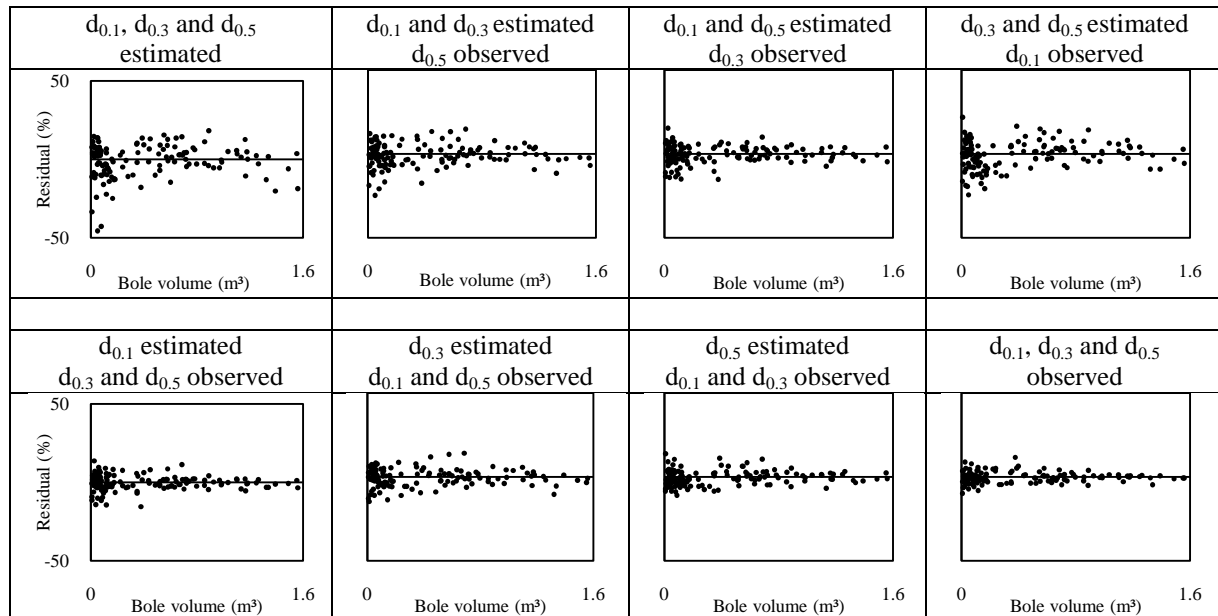 d0.1, d0.3 and d0.5
estimated
d0.1 and d0.3 estimated
d0.5 observed
d0.1 and d0.5 estimated
d0.3 observed
d0.3 and d0.5 estimated
d0.1 observed
50
Residual (%)
-50
0 1.6
Bole volume (m³)
0 1.6
Bole volume (m³)
0 1.6
Bole volume (m³)
0 1.6
Bole volume (m³)
d0.1 estimated
d0.3 and d0.5 observed
d0.3 estimated
d0.1 and d0.5 observed
d0.5 estimated
d0.1 and d0.3 observed
d0.1, d0.3 and d0.5
observed
50
Residual (%)
-50
0 1.6
Bole volume (m³)
0 1.6
Bole volume (m³)
0 1.6
Bole volume (m³)
0 1.6
Bole volume (m³)